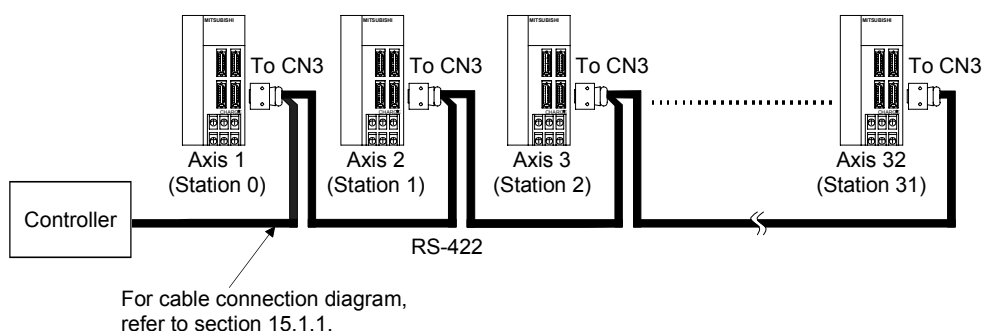 MITSUBISHI MITSUBISHI MITSUBISHI MITSUBISHI
To CN3 To CN3 To CN3 To CN3
CHARGE CHARGE
Axis 1 Axis 2 Axis 3 Axis 32
(Station 0) (Station 1) (Station 2) (Station 31)
Controller
RS-422
For cable connection diagram,
refer to section 15.1.1.